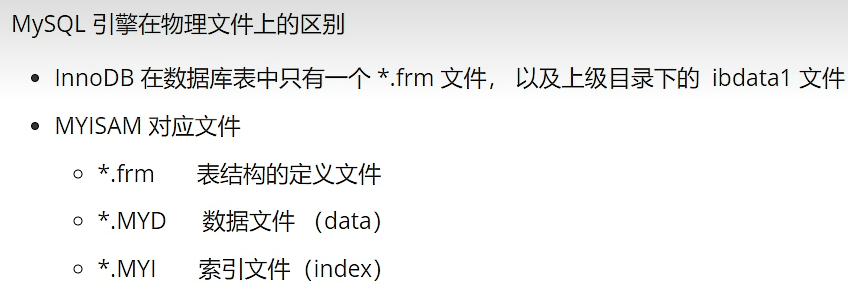 MySQL 引擎在物理文件上的区别
• InnoDB 在数据库表中只有一个 *.frm 文件， 以及上级目录下的 ibdata1 文件
• MYISAM 对应文件
◦ *.frm 表结构的定义文件
◦ *.MYD 数据文件 （data）
◦ *.MYI 索引文件（index）